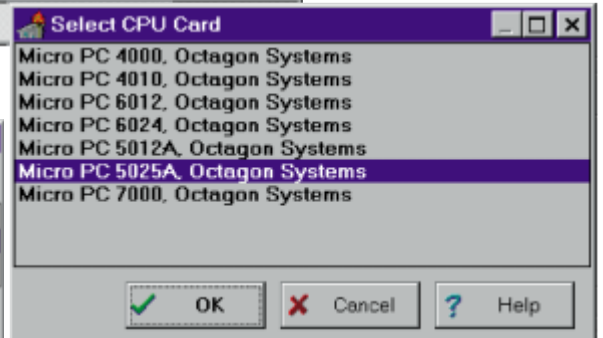 Select CPU Card
Micro PC 4000, Octagon Systems
Micro PC 4010, Octagon Systems
Micro PC 6012, Octagon Systems
Micro PC 6024, Octagon Systems
Micro PC 5012A, Octagon Systems
Micro PC 5025A, Octagon Systems
Micro PC 7000, Octagon Systems
OK
Cancel
Help